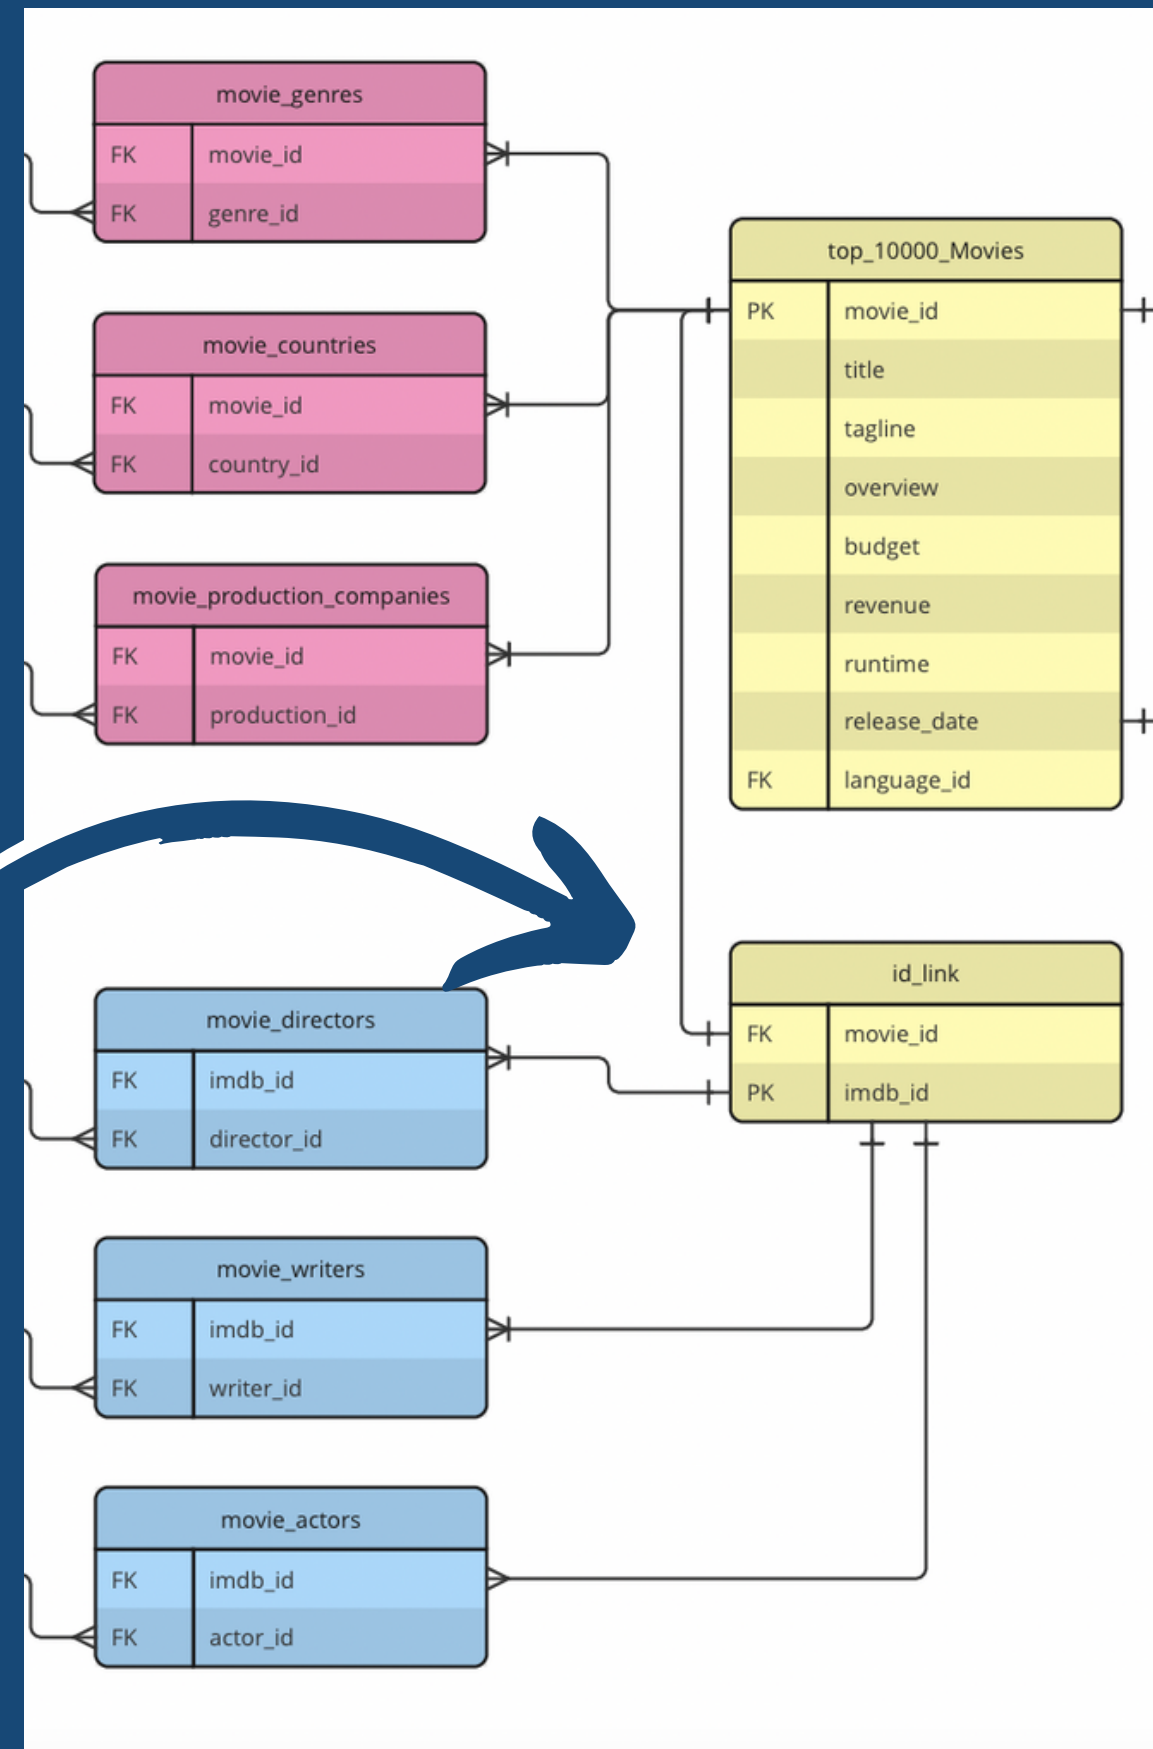 movie_genres
FK movie_id
FK genre_id
movie_countries
FK movie_id
FK country_id
movie_production_companies
FK movie_id
FK production_id
top_10000_Movies
PK movie_id
title
tagline
overview
budget
revenue
runtime
release_date
FK language_id
movie_directors
FK imdb_id
FK director_id
id_link
FK movie_id
PK imdb_id
movie_writers
FK imdb_id
FK writer_id
movie_actors
FK imdb_id
FK actor_id